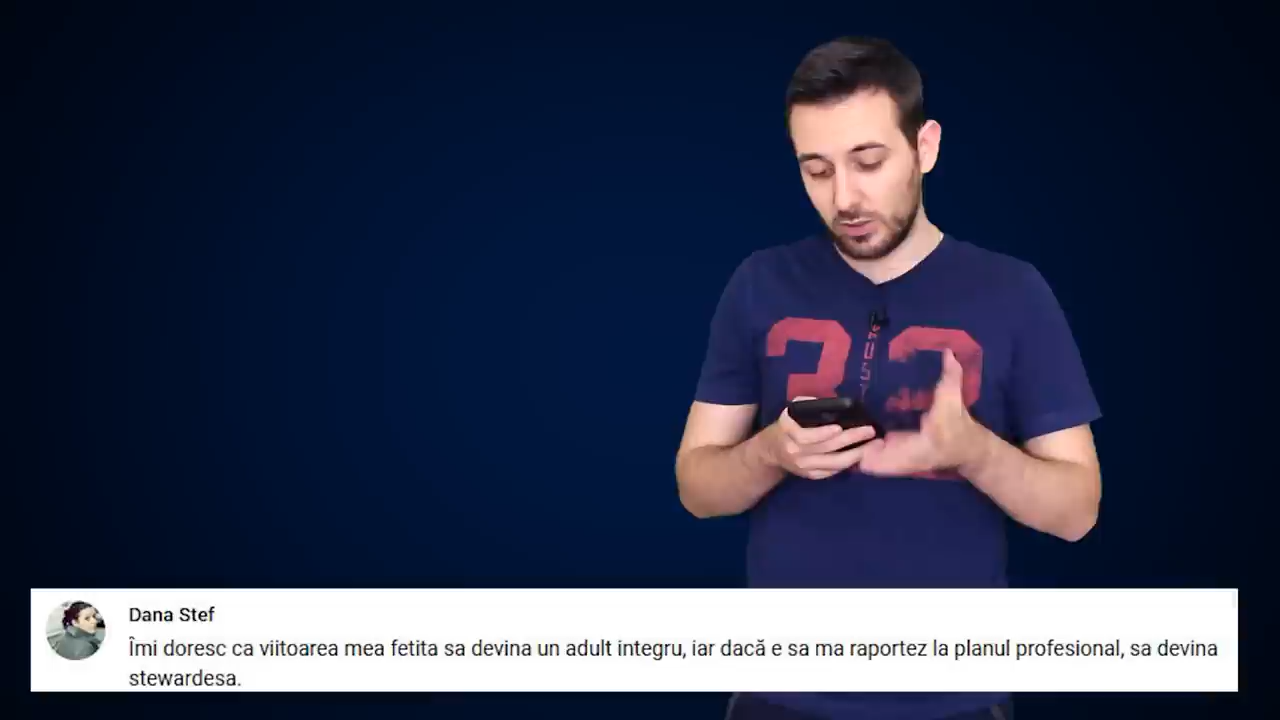 33
Dana Stef
Îmi doresc ca viitoarea mea fetita sa devina un adult integru, iar dacă e sa ma raportez la planul profesional, sa devina
stewardesa.